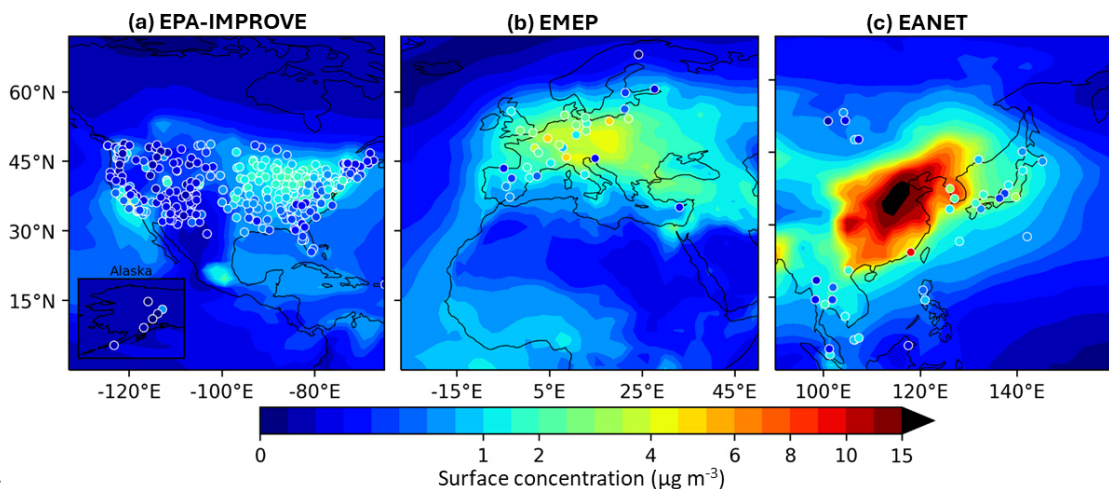 (a) EPA-IMPROVE (b) EMEP (c) EANET
60°N
45°N
30°N
15°N
Alaska
-120°E -100°E -80°E -15°E 5°E 25°E 45°E 100°E 120°E 140°E
0 1 2 4 6 8 10 15
Surface concentration (µg m-3)